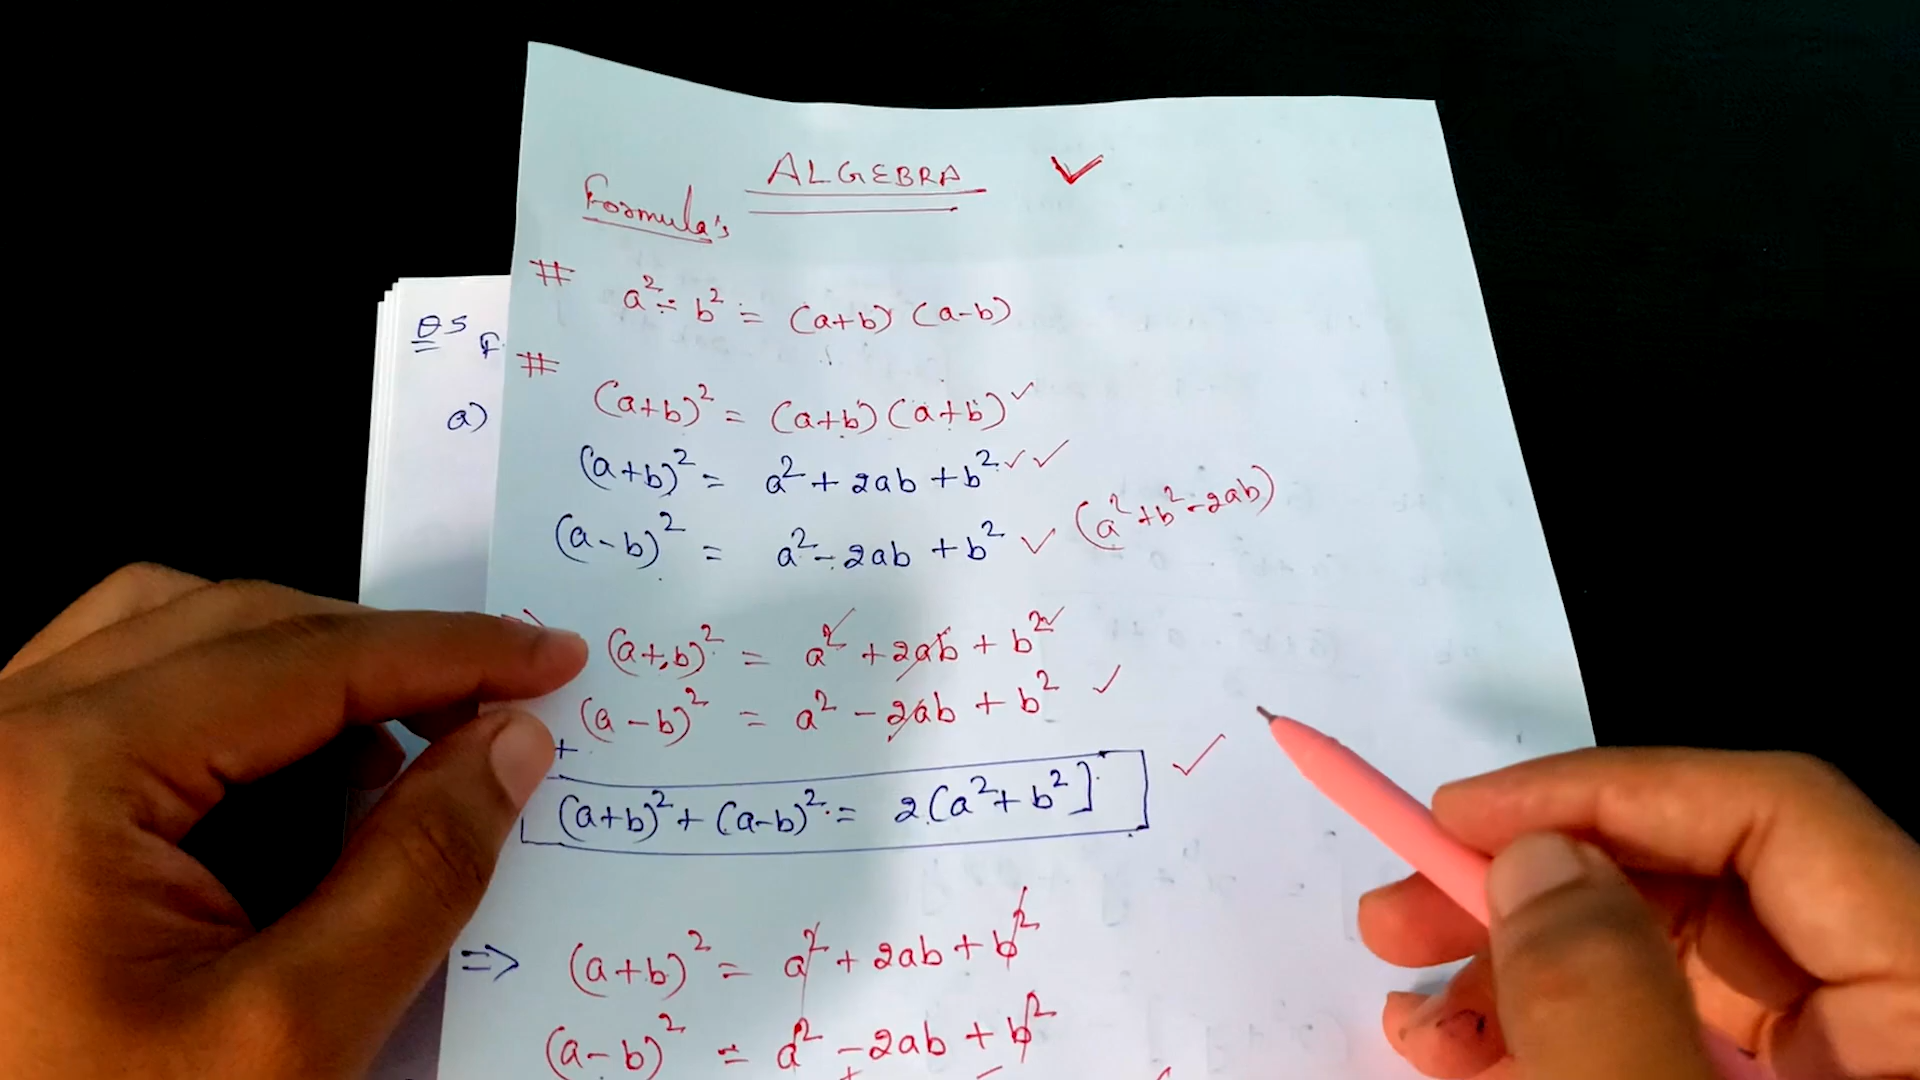 ALGEBRA ✓
Formula's
# a² - b² = (a+b) (a-b)
# (a+b)² = (a+b) (a+b) ✓
(a+b)² = a² + 2ab + b² ✓✓
(a-b)² = a² - 2ab + b² ✓ (a²+b²-2ab)
(a+b)² = a² + 2ab + b²
(a-b)² = a² - 2ab + b² ✓
+
(a+b)² + (a-b)² = 2(a²+b²] ✓
⇒ (a+b)² = a² + 2ab + b²
(a-b)² = a² - 2ab + b²
a)